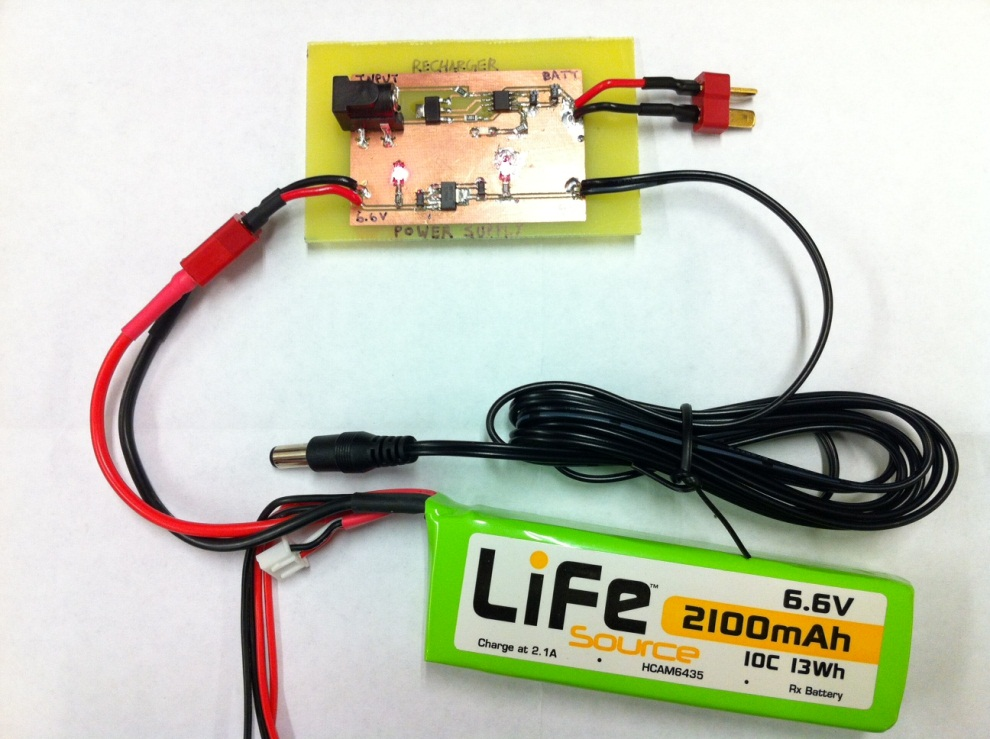 RECHARGER
INPUT
BATT
6.6V
POWER SUPPLY
LiFe™
Source
6.6V
2100mAh
10C 13Wh
Charge at 2.1A
HCAM6435
Rx Battery